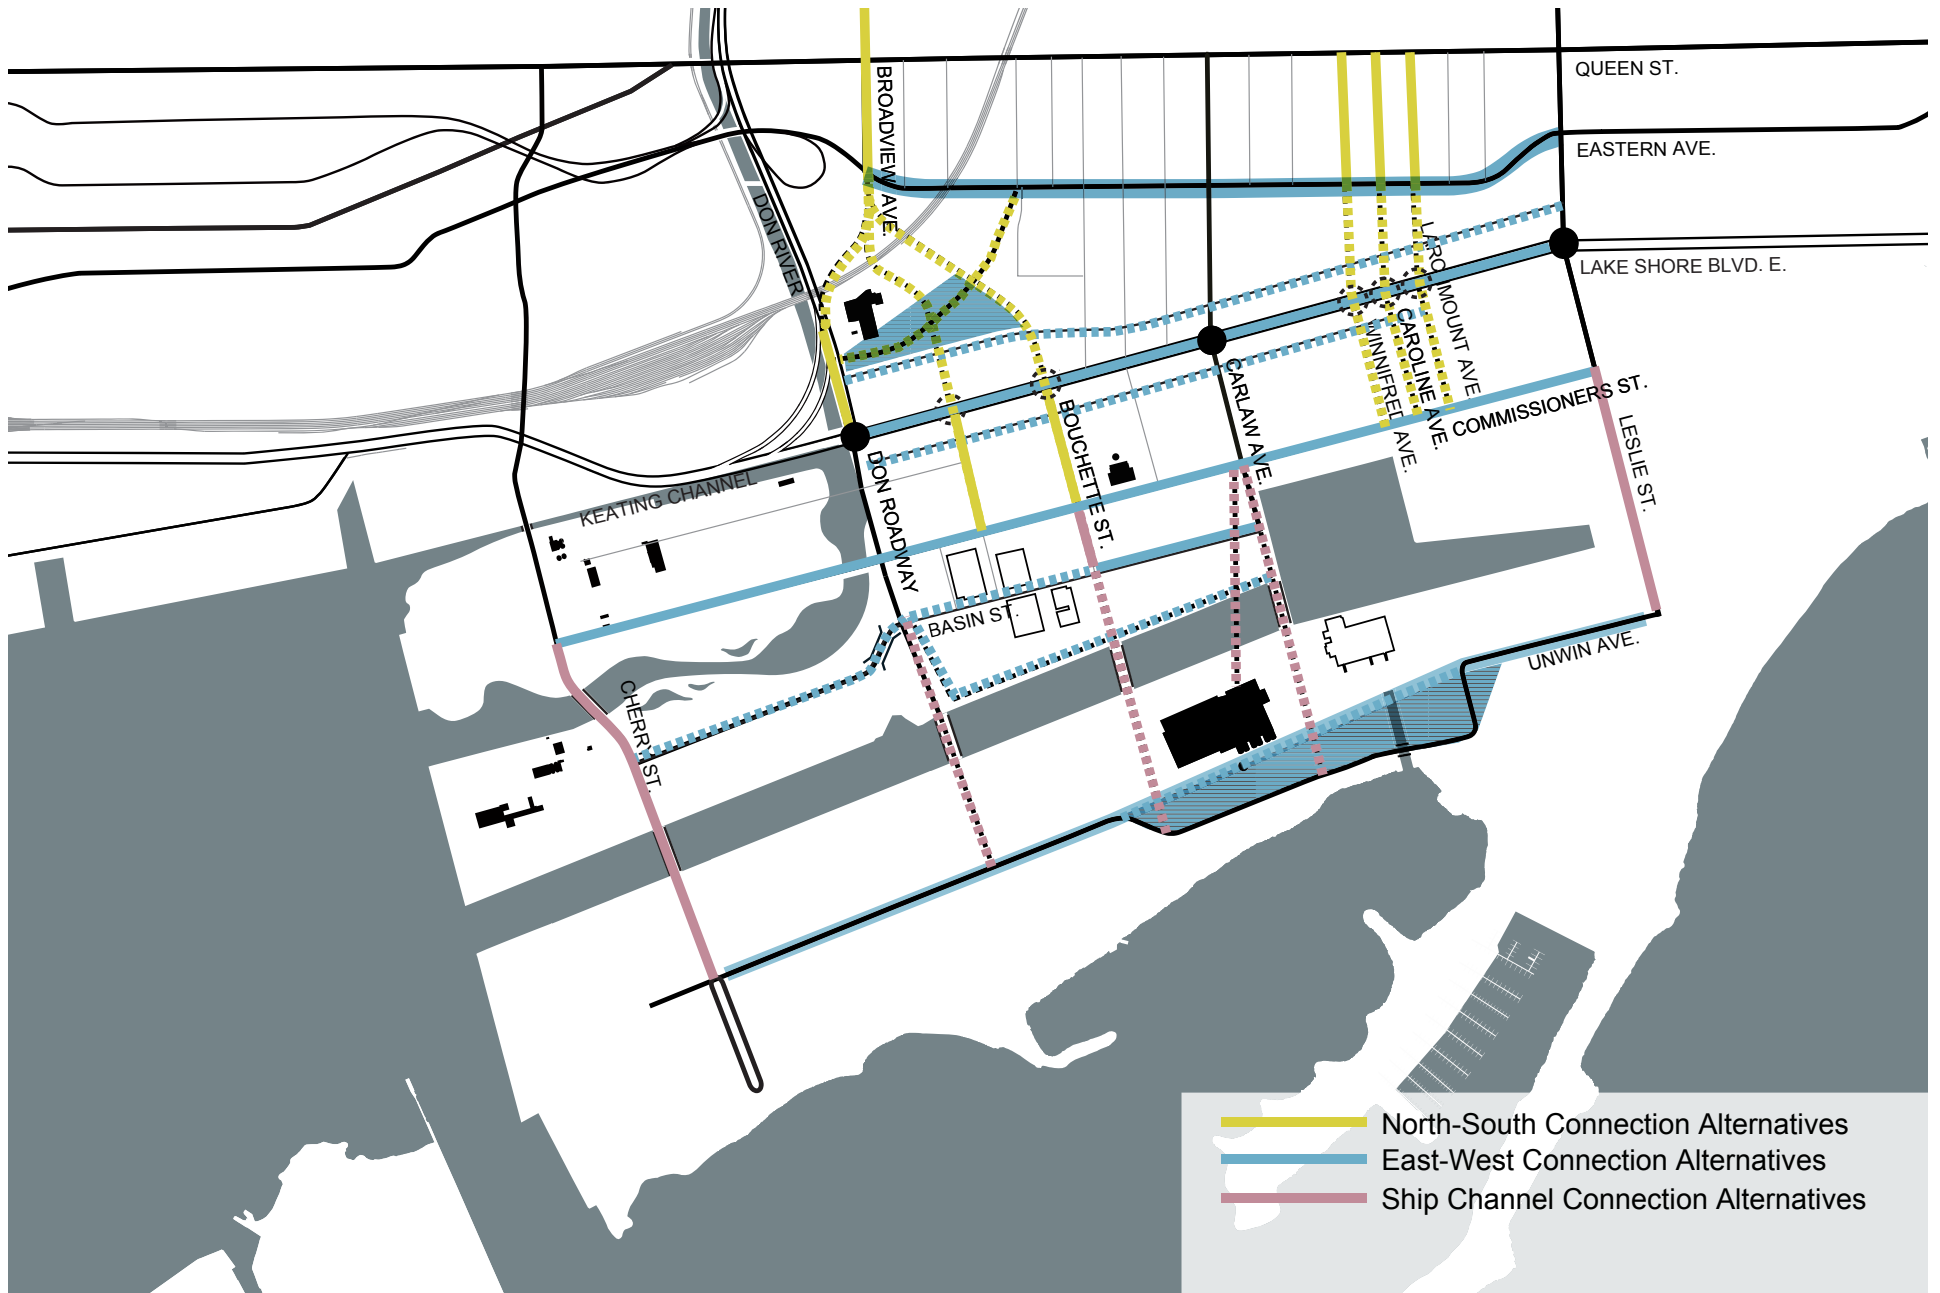 QUEEN ST.
BROADVIEW AVE.
EASTERN AVE.
DON RIVER
LAROMOUNT AVE.
LAKE SHORE BLVD. E.
WINNIFRED AVE.
CAROLINE AVE.
CARLAW AVE.
COMMISSIONERS ST.
BOUCHETTE ST.
LESLIE ST.
DON ROADWAY
KEATING CHANNEL
BASIN ST.
UNWIN AVE.
CHERRY ST.
North-South Connection Alternatives
East-West Connection Alternatives
Ship Channel Connection Alternatives